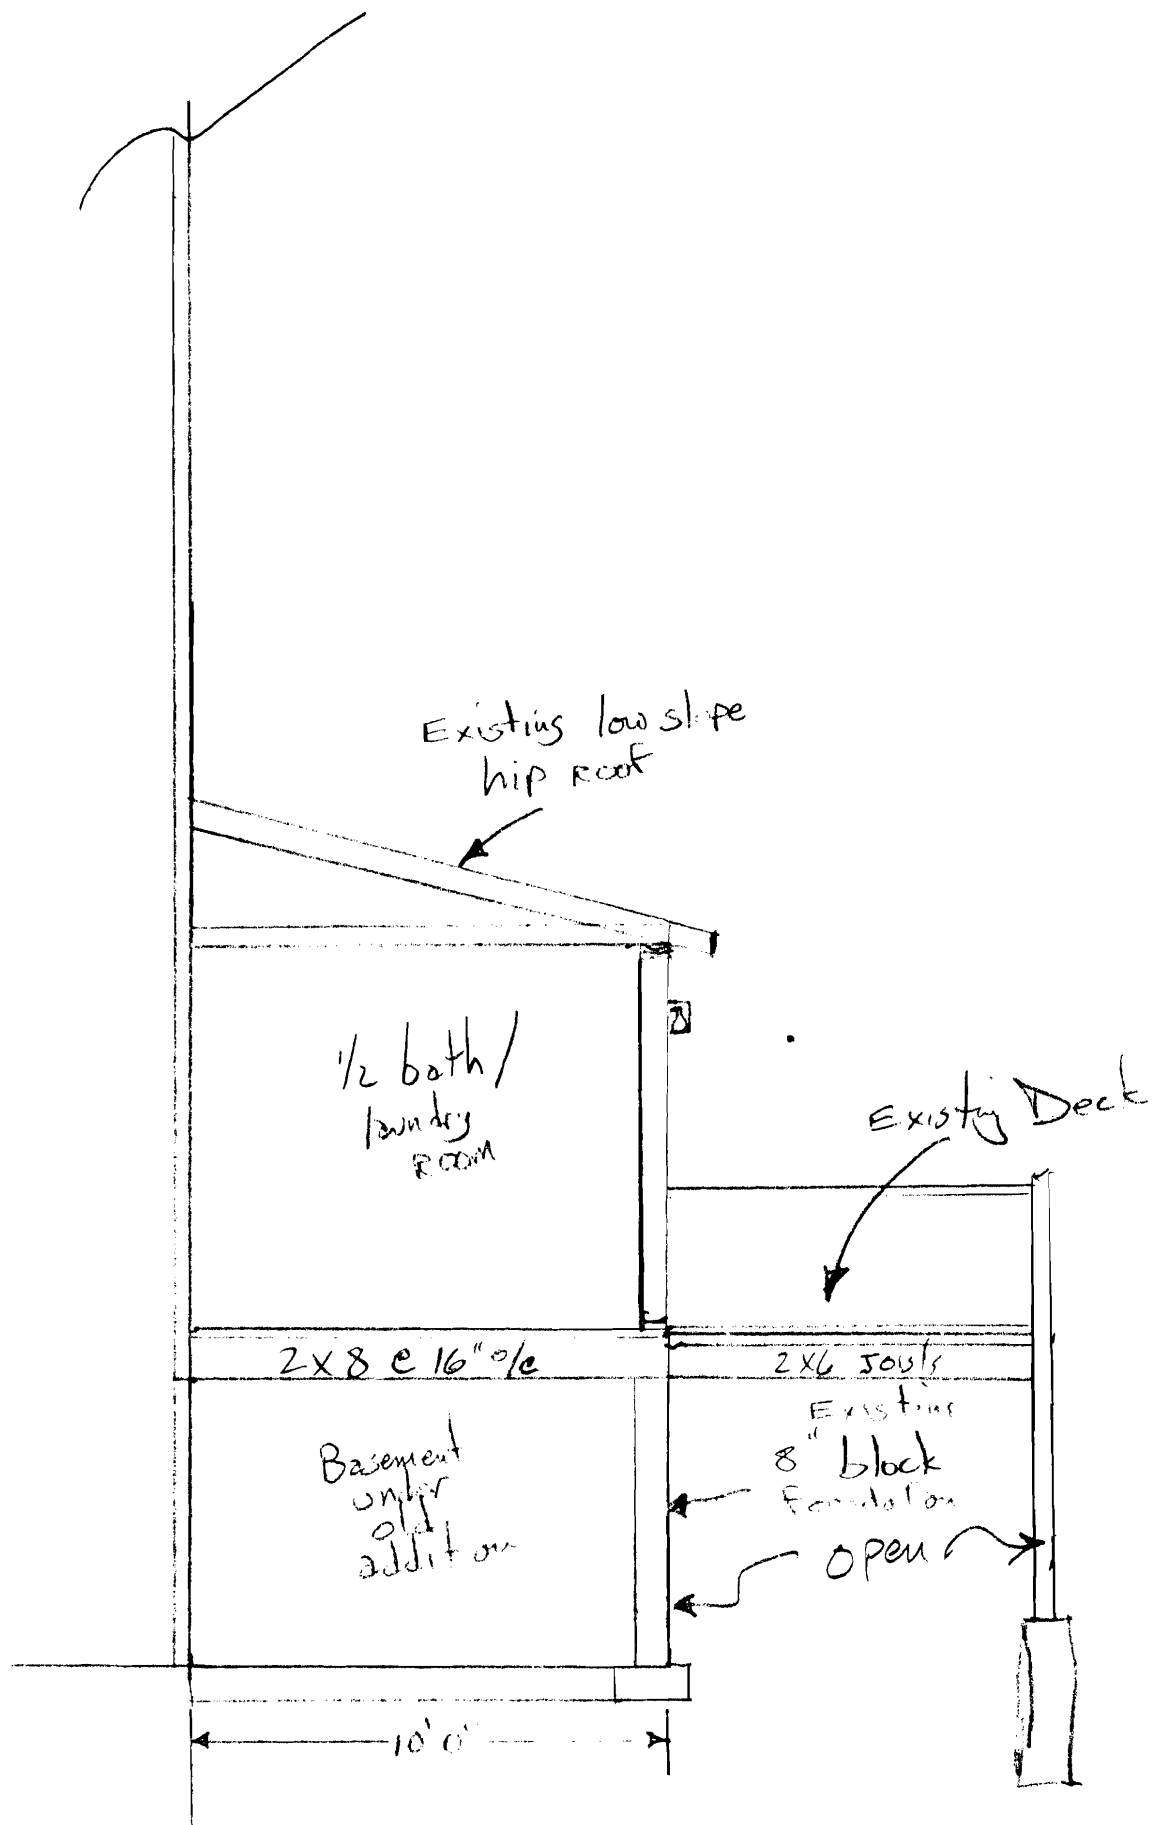 Existing low slope
hip roof
1/2 bath/
laundry
room
Existing Deck
2x8 @ 16" o/c
2x6 Joists
Existing
8" block
Foundation
Basement
under
old
addition
open
10'0"